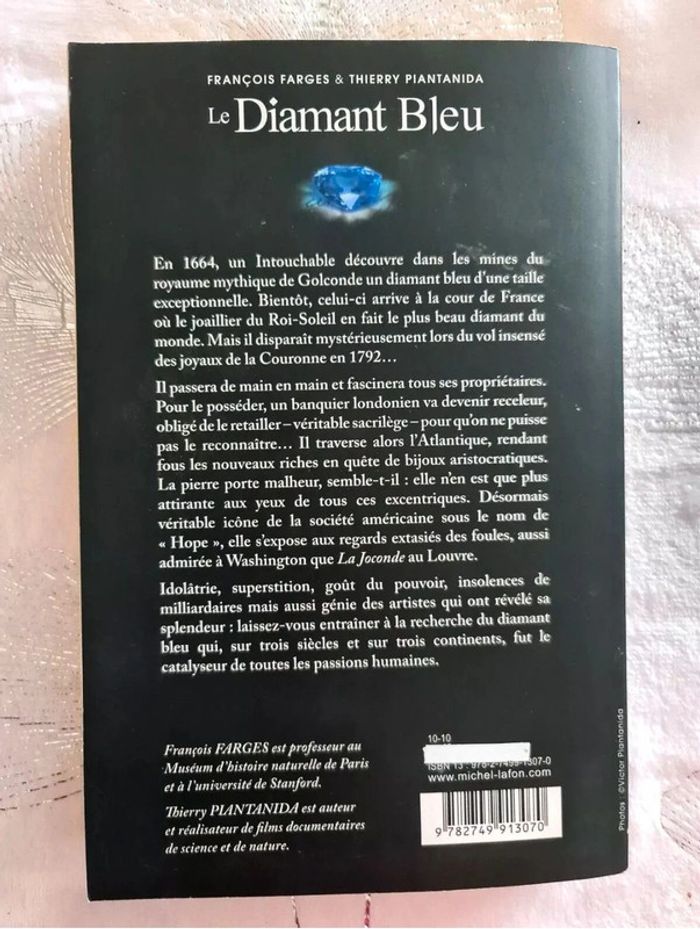 FRANÇOIS FARGES & THIERRY PIANTANIDA
Le Diamant Bleu
En 1664, un Intouchable découvre dans les mines du
royaume mythique de Golconde un diamant bleu d'une taille
exceptionnelle. Bientôt, celui-ci arrive à la cour de France
où le joaillier du Roi-Soleil en fait le plus beau diamant du
monde. Mais il disparaît mystérieusement lors du vol insensé
des joyaux de la Couronne en 1792…
Il passera de main en main et fascinera tous ses propriétaires.
Pour le posséder, un banquier londonien va devenir receleur,
obligé de le retailler – véritable sacrilège – pour qu'on ne puisse
pas le reconnaître… Il traverse alors l'Atlantique, rendant
fous les nouveaux riches en quête de bijoux aristocratiques.
La pierre porte malheur, semble-t-il : elle n'en est que plus
attirante aux yeux de tous ces excentriques. Désormais
véritable icône de la société américaine sous le nom de
« Hope », elle s'expose aux regards extasiés des foules, aussi
admirée à Washington que La Joconde au Louvre.
Idolâtrie, superstition, goût du pouvoir, insolences de
milliardaires mais aussi génie des artistes qui ont révélé sa
splendeur : laissez-vous entraîner à la recherche du diamant
bleu qui, sur trois siècles et sur trois continents, fut le
catalyseur de toutes les passions humaines.
François FARGES est professeur au
Muséum d'histoire naturelle de Paris
et à l'université de Stanford.
Thierry PIANTANIDA est auteur
et réalisateur de films documentaires
de science et de nature.
10-10
ISBN 13 : 978-2-7499-1307-0
www.michel-lafon.com
9 782749 913070
Photos : ©Victor Piantanida